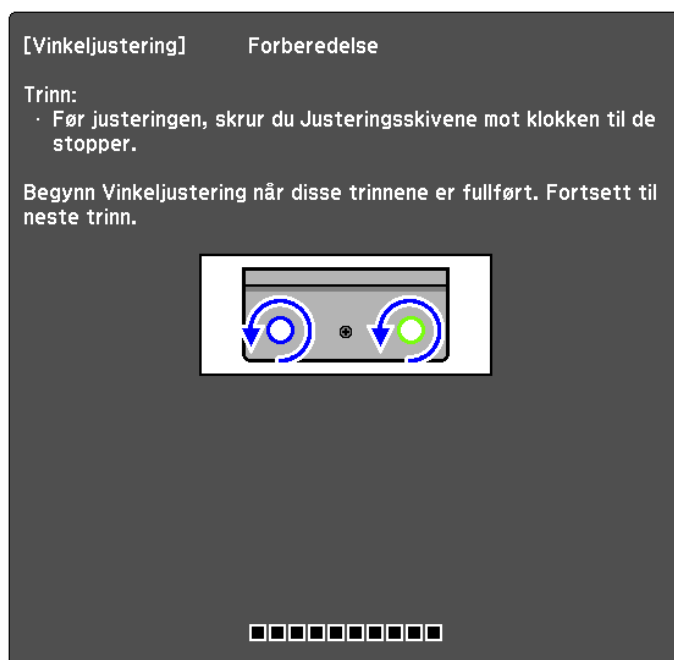 [Vinkeljustering] Forberedelse
Trinn:
· Før justeringen, skrur du Justeringsskivene mot klokken til de
stopper.
Begynn Vinkeljustering når disse trinnene er fullført. Fortsett til
neste trinn.